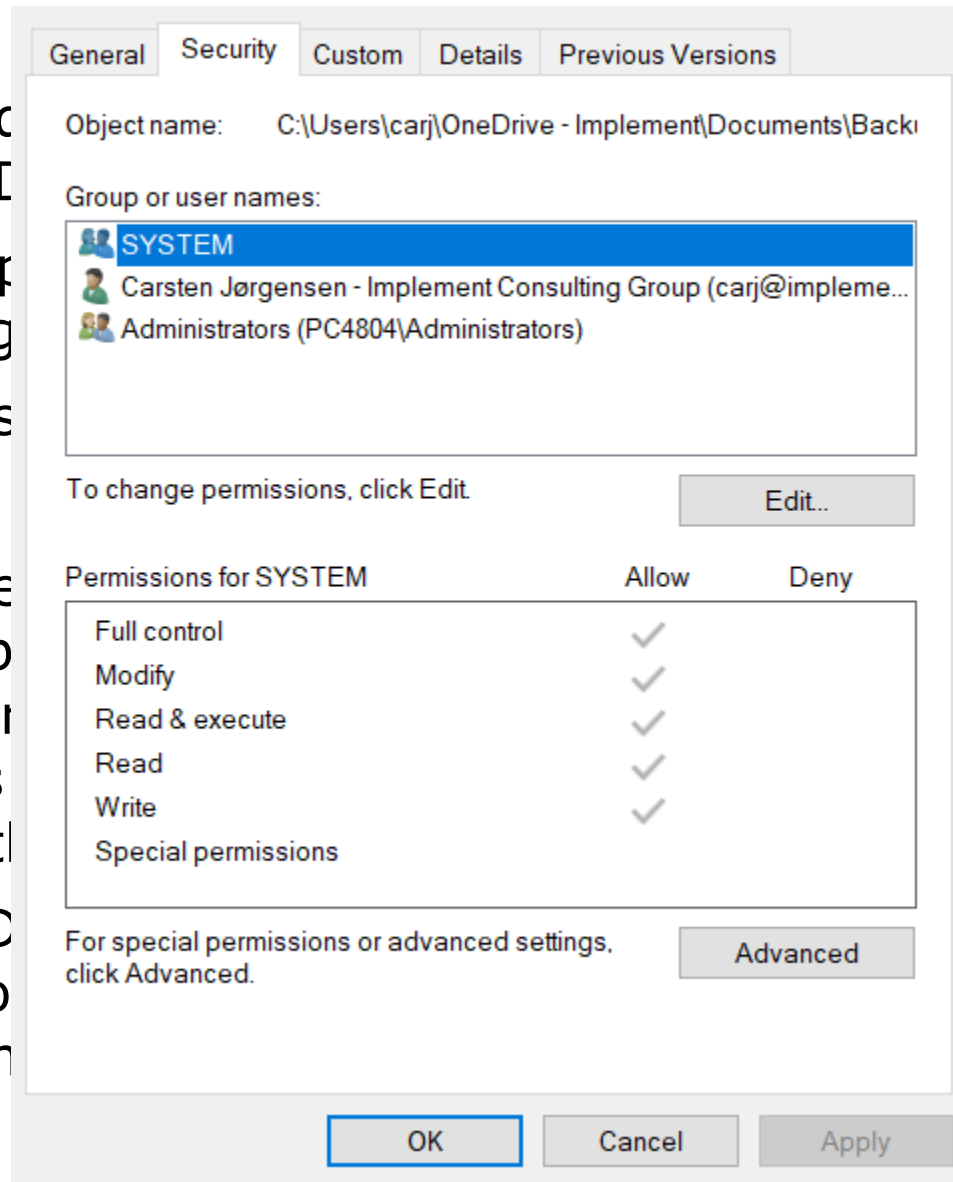 General Security Custom Details Previous Versions
Object name: C:\Users\carj\OneDrive - Implement\Documents\Back
Group or user names:
SYSTEM
Carsten Jørgensen - Implement Consulting Group (carj@impleme...
Administrators (PC4804\Administrators)
To change permissions, click Edit.
Edit...
Permissions for SYSTEM Allow Deny
Full control
Modify
Read & execute
Read
Write
Special permissions
For special permissions or advanced settings,
click Advanced.
Advanced
OK Cancel Apply